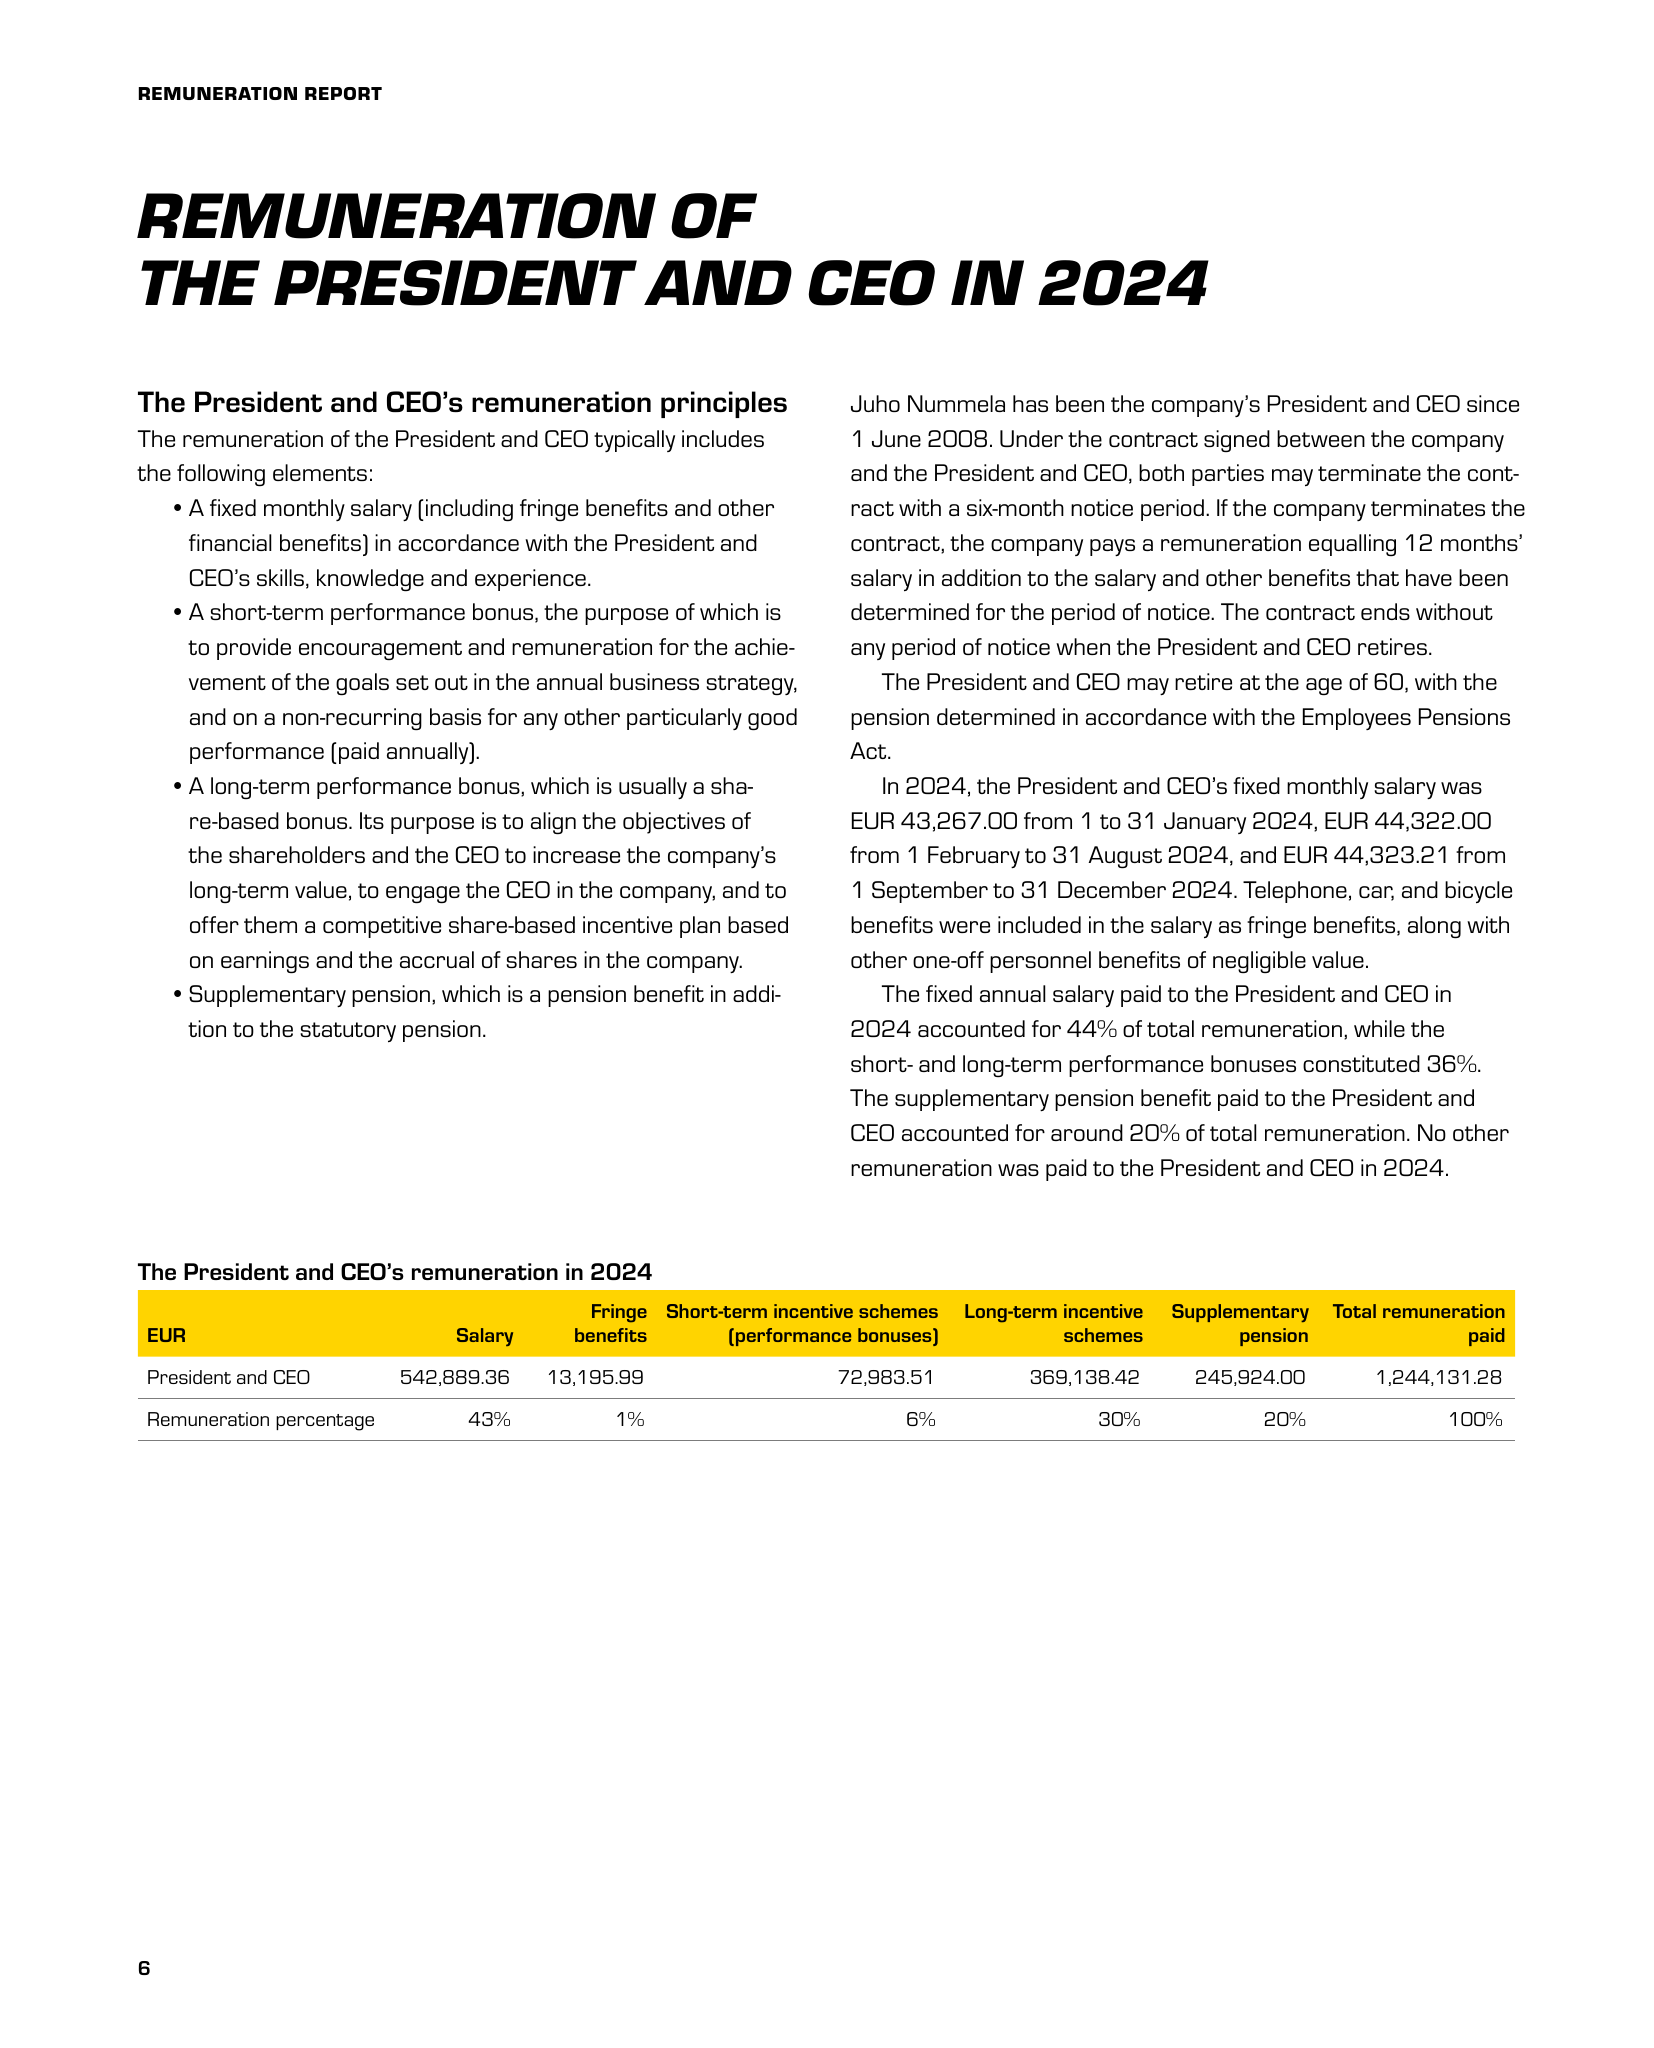 REMUNERATION REPORT
REMUNERATION OF
THE PRESIDENT AND CEO IN 2024
The President and CEO’s remuneration principles
The remuneration of the President and CEO typically includes
the following elements:
• A fixed monthly salary (including fringe benefits and other
financial benefits) in accordance with the President and
CEO’s skills, knowledge and experience.
• A short-term performance bonus, the purpose of which is
to provide encouragement and remuneration for the achie-
vement of the goals set out in the annual business strategy,
and on a non-recurring basis for any other particularly good
performance (paid annually).
• A long-term performance bonus, which is usually a sha-
re-based bonus. Its purpose is to align the objectives of
the shareholders and the CEO to increase the company’s
long-term value, to engage the CEO in the company, and to
offer them a competitive share-based incentive plan based
on earnings and the accrual of shares in the company.
• Supplementary pension, which is a pension benefit in addi-
tion to the statutory pension.
Juho Nummela has been the company’s President and CEO since
1 June 2008. Under the contract signed between the company
and the President and CEO, both parties may terminate the cont-
ract with a six-month notice period. If the company terminates the
contract, the company pays a remuneration equalling 12 months’
salary in addition to the salary and other benefits that have been
determined for the period of notice. The contract ends without
any period of notice when the President and CEO retires.
The President and CEO may retire at the age of 60, with the
pension determined in accordance with the Employees Pensions
Act.
In 2024, the President and CEO’s fixed monthly salary was
EUR 43,267.00 from 1 to 31 January 2024, EUR 44,322.00
from 1 February to 31 August 2024, and EUR 44,323.21 from
1 September to 31 December 2024. Telephone, car, and bicycle
benefits were included in the salary as fringe benefits, along with
other one-off personnel benefits of negligible value.
The fixed annual salary paid to the President and CEO in
2024 accounted for 44% of total remuneration, while the
short- and long-term performance bonuses constituted 36%.
The supplementary pension benefit paid to the President and
CEO accounted for around 20% of total remuneration. No other
remuneration was paid to the President and CEO in 2024.
The President and CEO’s remuneration in 2024
EUR Salary Fringe benefits Short-term incentive schemes (performance bonuses) Long-term incentive schemes Supplementary pension Total remuneration paid
President and CEO 542,889.36 13,195.99 72,983.51 369,138.42 245,924.00 1,244,131.28
Remuneration percentage 43% 1% 6% 30% 20% 100%
6